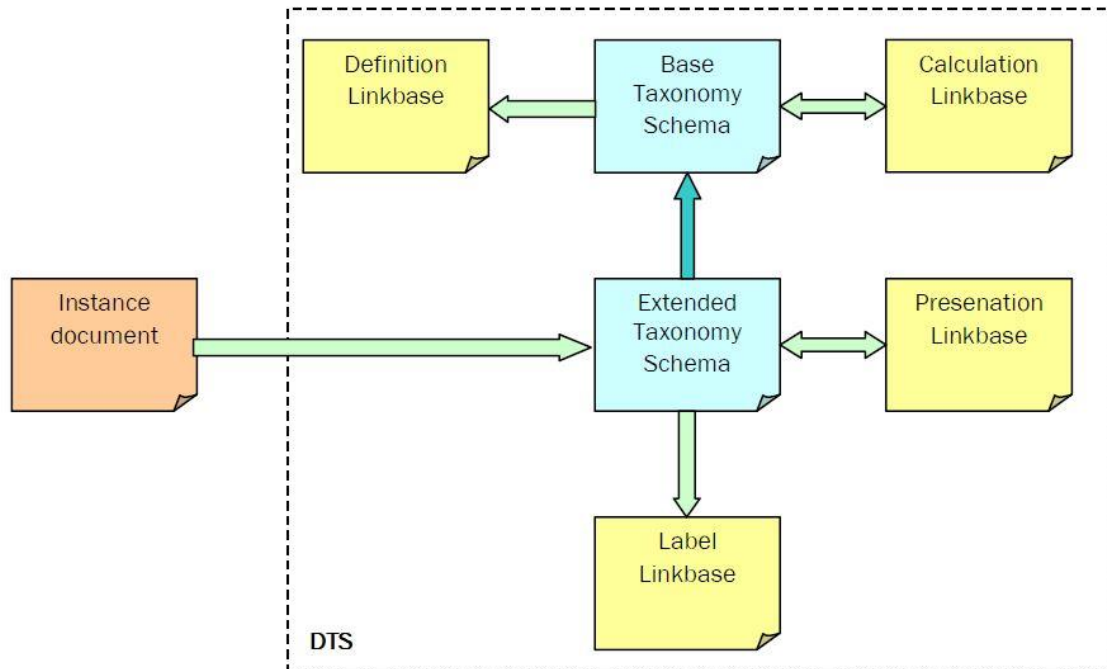 Definition
Linkbase
Base
Taxonomy
Schema
Calculation
Linkbase
Instance
document
Extended
Taxonomy
Schema
Presenation
Linkbase
Label
Linkbase
DTS